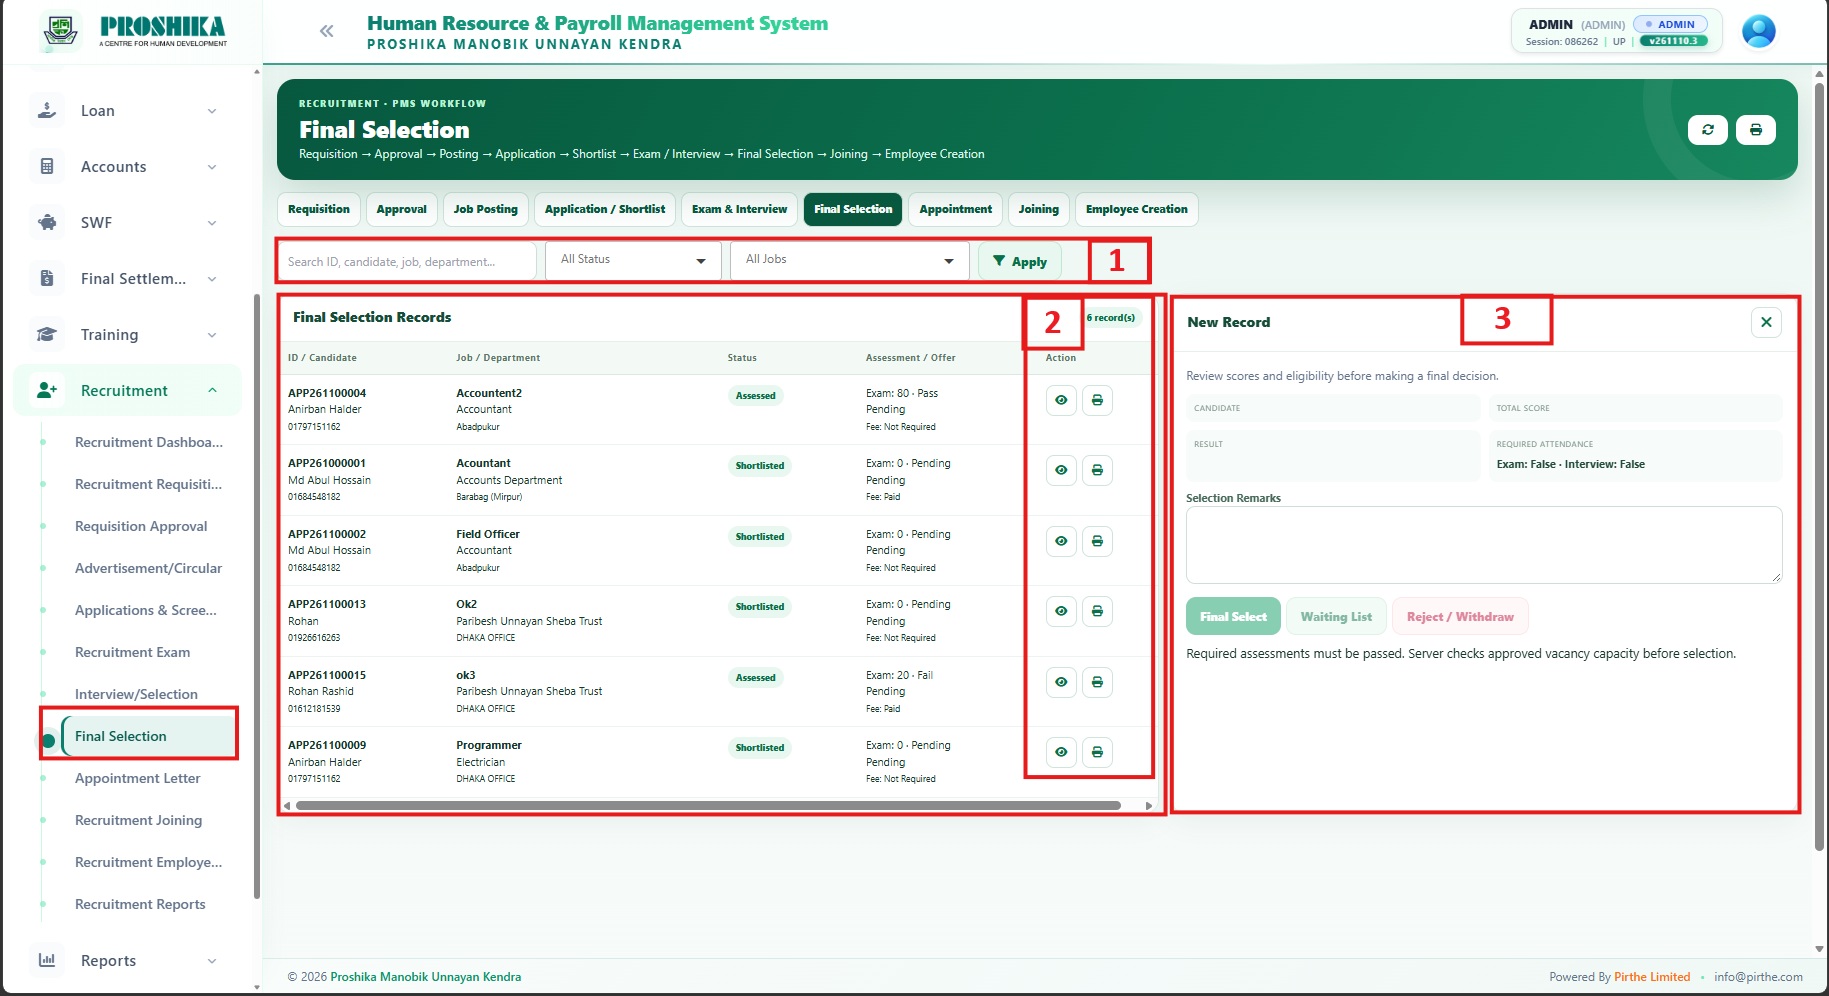 PROSHIKA
A CENTRE FOR HUMAN DEVELOPMENT
Human Resource & Payroll Management System
PROSHIKA MANOBIK UNNAYAN KENDRA
ADMIN (ADMIN) ADMIN
Session: 086262 | UP | v261110.3
Loan
Accounts
SWF
Final Settlem...
Training
Recruitment
Recruitment Dashboa...
Recruitment Requisiti...
Requisition Approval
Advertisement/Circular
Applications & Scree...
Recruitment Exam
Interview/Selection
Final Selection
Appointment Letter
Recruitment Joining
Recruitment Employe...
Recruitment Reports
Reports
RECRUITMENT · PMS WORKFLOW
Final Selection
Requisition → Approval → Posting → Application → Shortlist → Exam / Interview → Final Selection → Joining → Employee Creation
Requisition Approval Job Posting Application / Shortlist Exam & Interview Final Selection Appointment Joining Employee Creation
Search ID, candidate, job, department... All Status All Jobs Apply 1
Final Selection Records 2 6 record(s)
ID / Candidate Job / Department Status Assessment / Offer Action
APP261100004 Accountent2 Assessed Exam: 80 · Pass
Anirban Halder Accountant Pending
01797151162 Abadpukur Fee: Not Required
APP261000001 Acountant Shortlisted Exam: 0 · Pending
Md Abul Hossain Accounts Department Pending
01684548182 Barabag (Mirpur) Fee: Paid
APP261100002 Field Officer Shortlisted Exam: 0 · Pending
Md Abul Hossain Accountant Pending
01684548182 Abadpukur Fee: Not Required
APP261100013 Ok2 Shortlisted Exam: 0 · Pending
Rohan Paribesh Unnayan Sheba Trust Pending
01926616263 DHAKA OFFICE Fee: Not Required
APP261100015 ok3 Assessed Exam: 20 · Fail
Rohan Rashid Paribesh Unnayan Sheba Trust Pending
01612181539 DHAKA OFFICE Fee: Paid
APP261100009 Programmer Shortlisted Exam: 0 · Pending
Anirban Halder Electrician Pending
01797151162 DHAKA OFFICE Fee: Not Required
New Record 3
Review scores and eligibility before making a final decision.
CANDIDATE TOTAL SCORE
RESULT REQUIRED ATTENDANCE
Exam: False · Interview: False
Selection Remarks
Final Select Waiting List Reject / Withdraw
Required assessments must be passed. Server checks approved vacancy capacity before selection.
© 2026 Proshika Manobik Unnayan Kendra
Powered By Pirthe Limited • info@pirthe.com